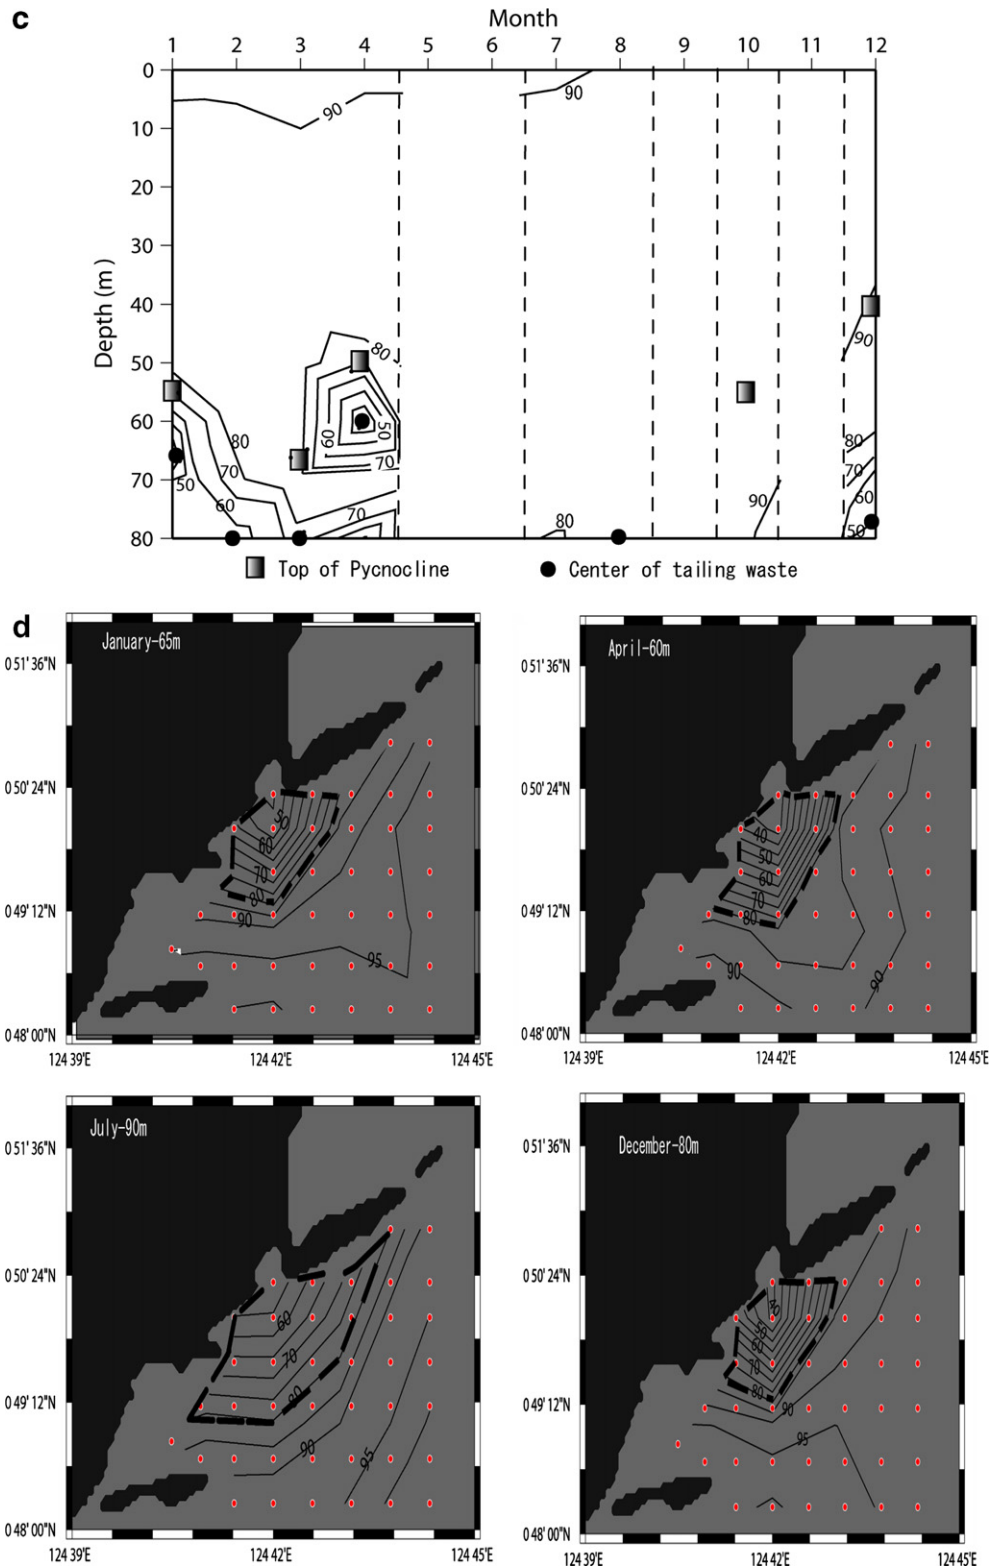 c
Month
1 2 3 4 5 6 7 8 9 10 11 12
0
90
90
10
20
30
Depth (m)
40
90
50
80
60
60
50
80
80
70
70
70
70
50
90
60
60
70
80
50
80
Top of Pycnocline
Center of tailing waste
d
January-65m
0 51' 36"N
0 50' 24"N
50
60
70
80
0 49' 12"N
90
95
0 48' 00"N
124 39'E 124 42'E 124 45'E
April-60m
0 51' 36"N
0 50' 24"N
40
50
60
70
80
0 49' 12"N
90
90
0 48' 00"N
124 39'E 124 42'E 124 45'E
July-90m
0 51' 36"N
0 50' 24"N
60
70
80
0 49' 12"N
90
95
0 48' 00"N
124 39'E 124 42'E 124 45'E
December-80m
0 51' 36"N
0 50' 24"N
40
50
60
70
80
0 49' 12"N
90
95
0 48' 00"N
124 39'E 124 42'E 124 45'E